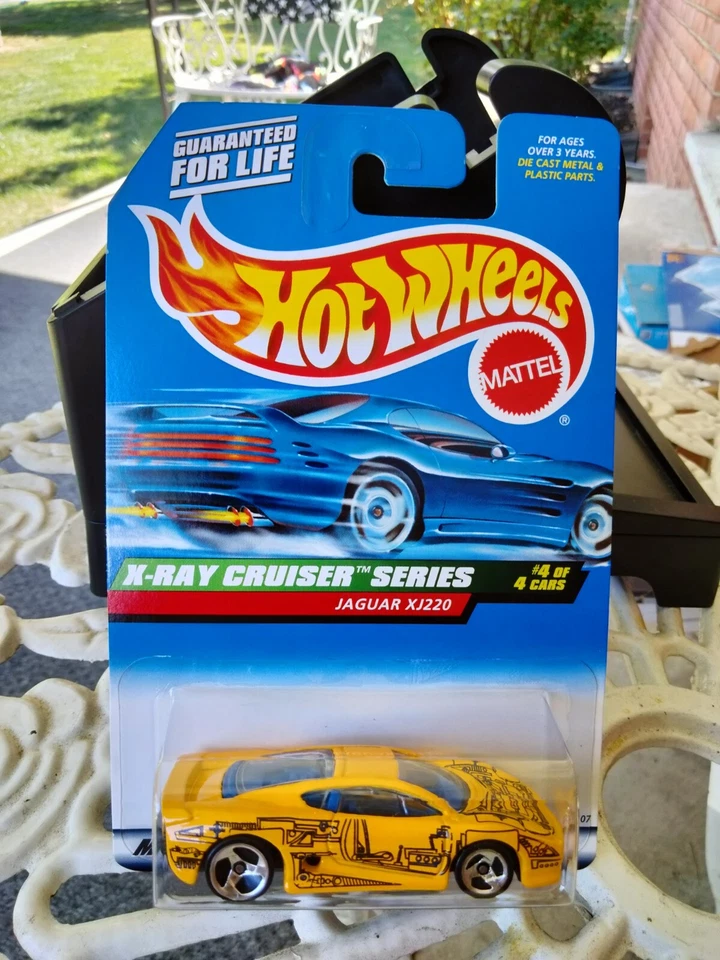 GUARANTEED
FOR LIFE
FOR AGES
OVER 3 YEARS.
DIE CAST METAL &
PLASTIC PARTS.
HOT WHEELS
MATTEL
®
X-RAY CRUISER™ SERIES
#4 OF
4 CARS
JAGUAR XJ220
07